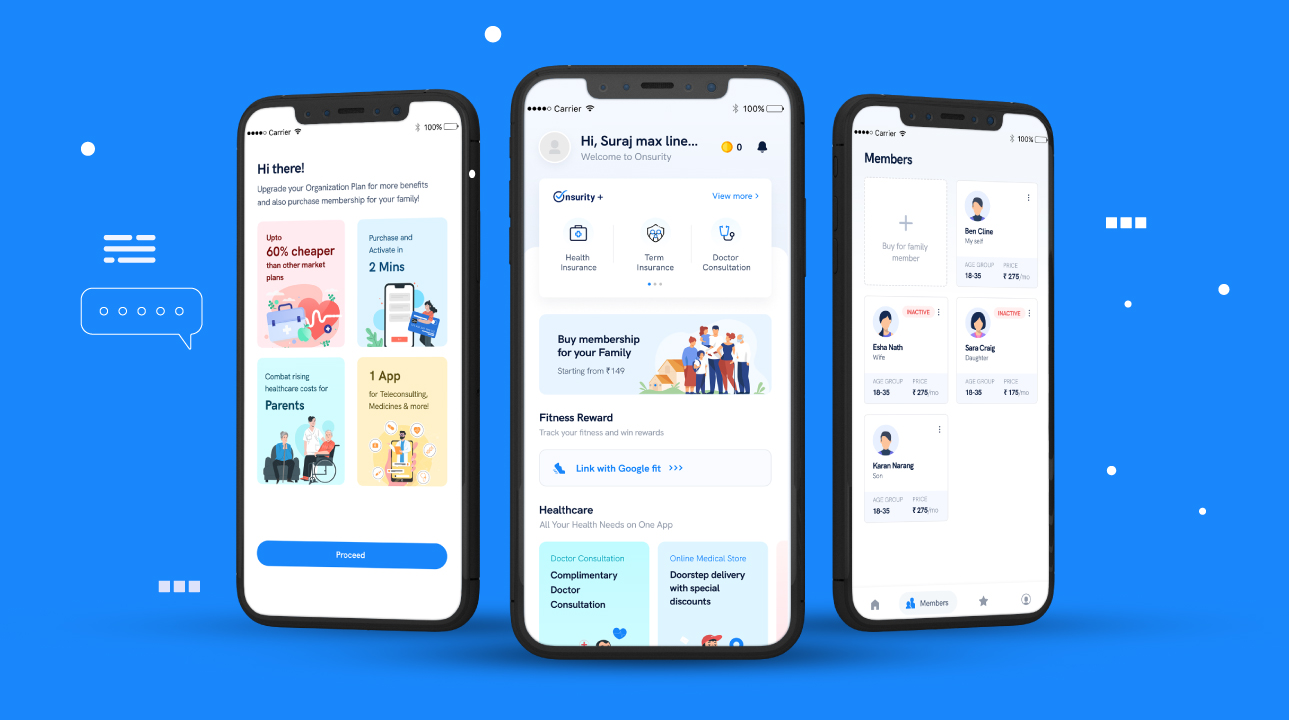 Carrier
100%
Hi there!
Upgrade your Organization Plan for more benefits
and also purchase membership for your family!
Upto
60% cheaper
than other market
plans
Purchase and
Activate in
2 Mins
Combat rising
healthcare costs for
Parents
1 App
for Teleconsulting,
Medicines & more!
Proceed
Carrier
100%
Hi, Suraj max line...
Welcome to Onsurity
0
Onsurity +
View more >
Health
Insurance
Term
Insurance
Doctor
Consultation
Buy membership
for your Family
Starting from ₹149
Fitness Reward
Track your fitness and win rewards
Link with Google fit >>>
Healthcare
All Your Health Needs on One App
Doctor Consultation
Complimentary
Doctor
Consultation
Online Medical Store
Doorstep delivery
with special
discounts
Carrier
100%
Members
Buy for family
member
Ben Cline
My self
AGE GROUP PRICE
18-35 ₹ 275/mo
INACTIVE
Esha Nath
Wife
AGE GROUP PRICE
18-35 ₹ 275/mo
INACTIVE
Sara Craig
Daughter
AGE GROUP PRICE
18-35 ₹ 175/mo
Karan Narang
Son
AGE GROUP PRICE
18-35 ₹ 275/mo
Members